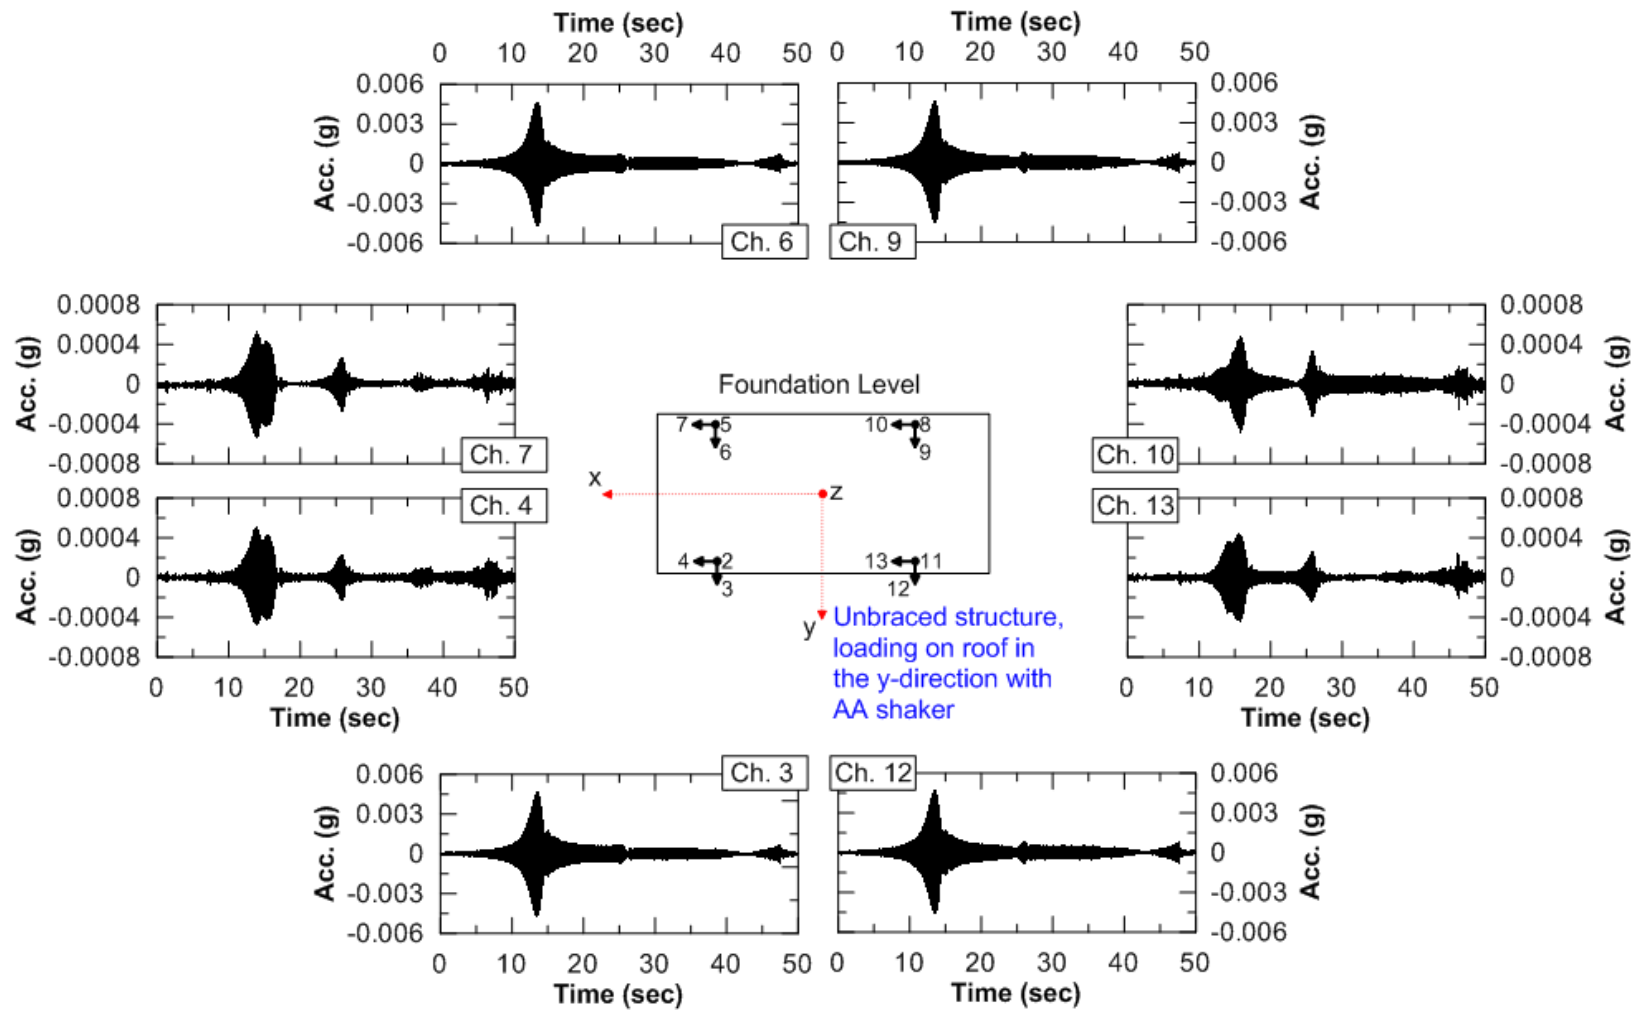 Time (sec)
Time (sec)
0 10 20 30 40 50
0 10 20 30 40 50
0.006
0.003
0
-0.003
-0.006
Acc. (g)
Ch. 6
Ch. 9
0.006
0.003
0
-0.003
-0.006
Acc. (g)
0.0008
0.0004
0
-0.0004
-0.0008
Acc. (g)
Ch. 7
Foundation Level
7 5
6
10 8
9
x
z
4 2
3
13 11
12
y
Unbraced structure,
loading on roof in
the y-direction with
AA shaker
0.0008
0.0004
0
-0.0004
-0.0008
Acc. (g)
Ch. 10
0.0008
0.0004
0
-0.0004
-0.0008
Acc. (g)
Ch. 4
0 10 20 30 40 50
Time (sec)
Ch. 13
0.0008
0.0004
0
-0.0004
-0.0008
Acc. (g)
0 10 20 30 40 50
Time (sec)
0.006
0.003
0
-0.003
-0.006
Acc. (g)
Ch. 3
0 10 20 30 40 50
Time (sec)
Ch. 12
0.006
0.003
0
-0.003
-0.006
Acc. (g)
0 10 20 30 40 50
Time (sec)